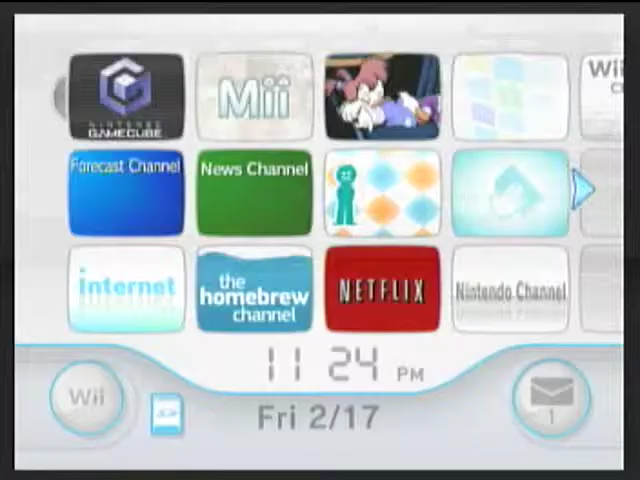 NINTENDO
GAMECUBE
Mii
Wii
Forecast Channel
News Channel
internet
the
homebrew
channel
NETFLIX
Nintendo Channel
11 24 PM
Wii
Fri 2/17
1